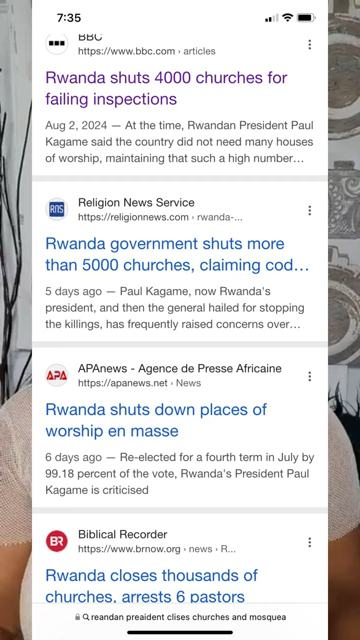 7:35
BBC
https://www.bbc.com › articles
Rwanda shuts 4000 churches for
failing inspections
Aug 2, 2024 — At the time, Rwandan President Paul
Kagame said the country did not need many houses
of worship, maintaining that such a high number...
RNS
Religion News Service
https://religionnews.com › rwanda-...
Rwanda government shuts more
than 5000 churches, claiming cod...
5 days ago — Paul Kagame, now Rwanda's
president, and then the general hailed for stopping
the killings, has frequently raised concerns over...
APA
APAnews - Agence de Presse Africaine
https://apanews.net › News
Rwanda shuts down places of
worship en masse
6 days ago — Re-elected for a fourth term in July by
99.18 percent of the vote, Rwanda's President Paul
Kagame is criticised
BR
Biblical Recorder
https://www.brnow.org › news › R...
Rwanda closes thousands of
churches, arrests 6 pastors
reandan preaident clises churches and mosquea